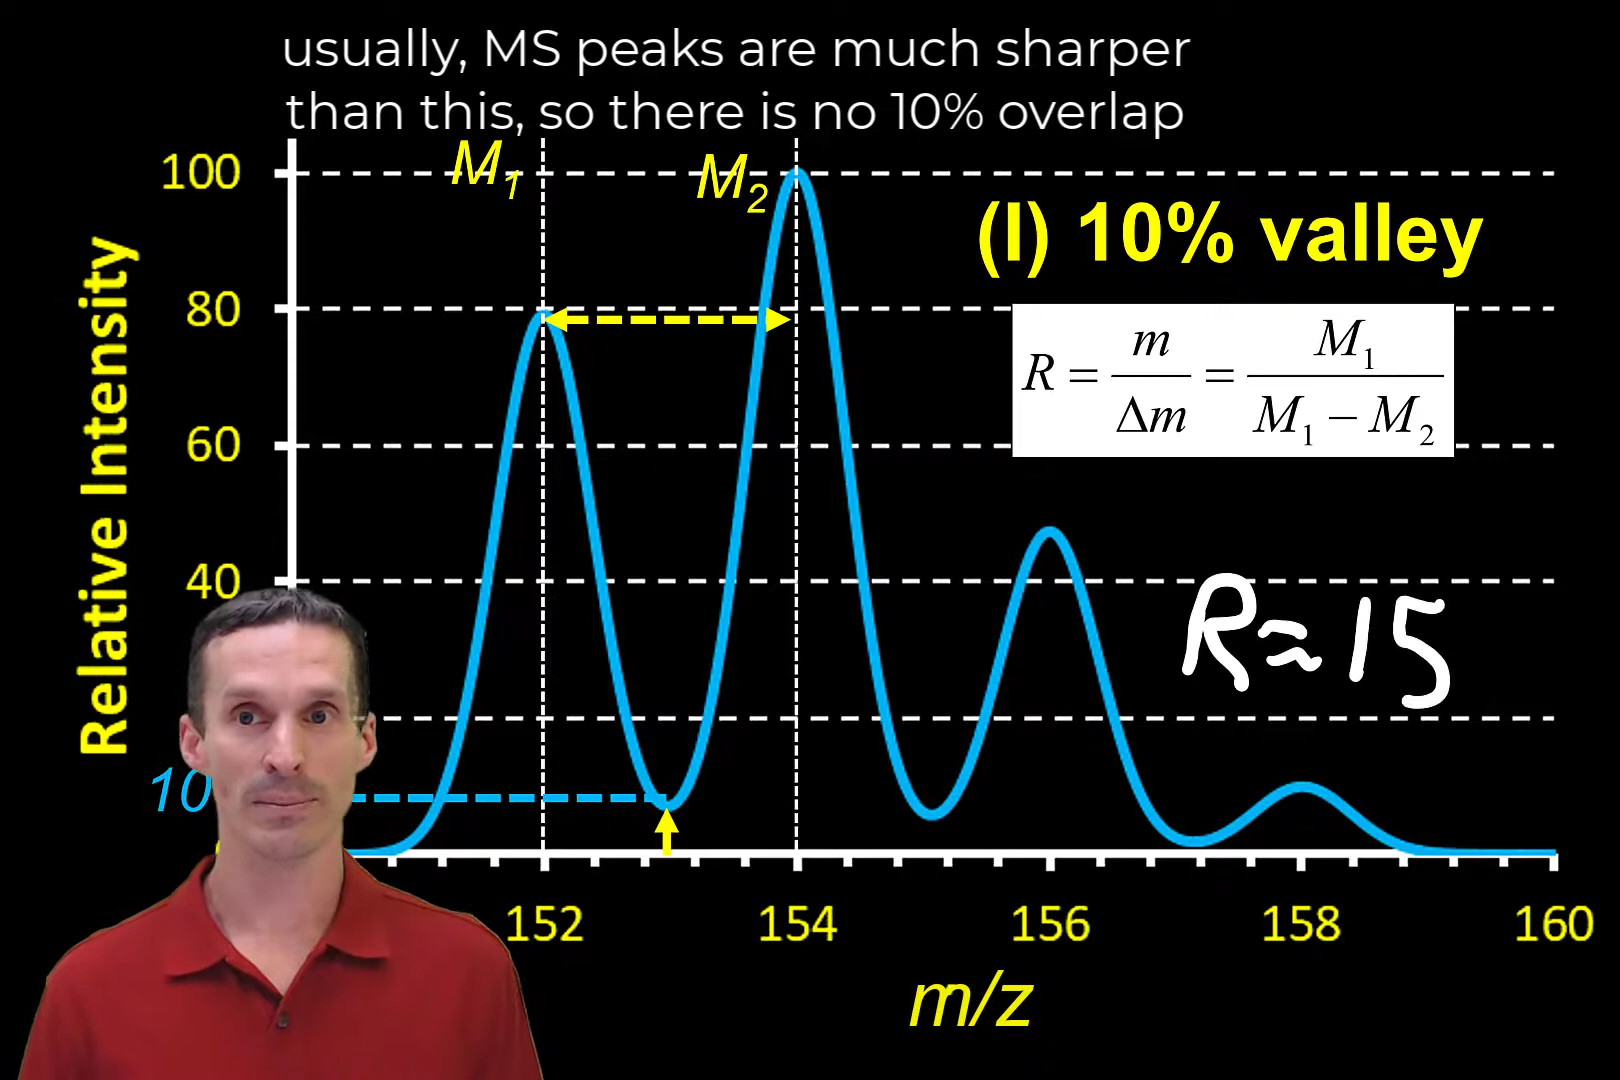 usually, MS peaks are much sharper
than this, so there is no 10% overlap
M₁
M₂
(I) 10% valley
R = m/Δm = M₁/(M₁ − M₂)
R≈15
Relative Intensity
100
80
60
40
10
152
154
156
158
160
m/z